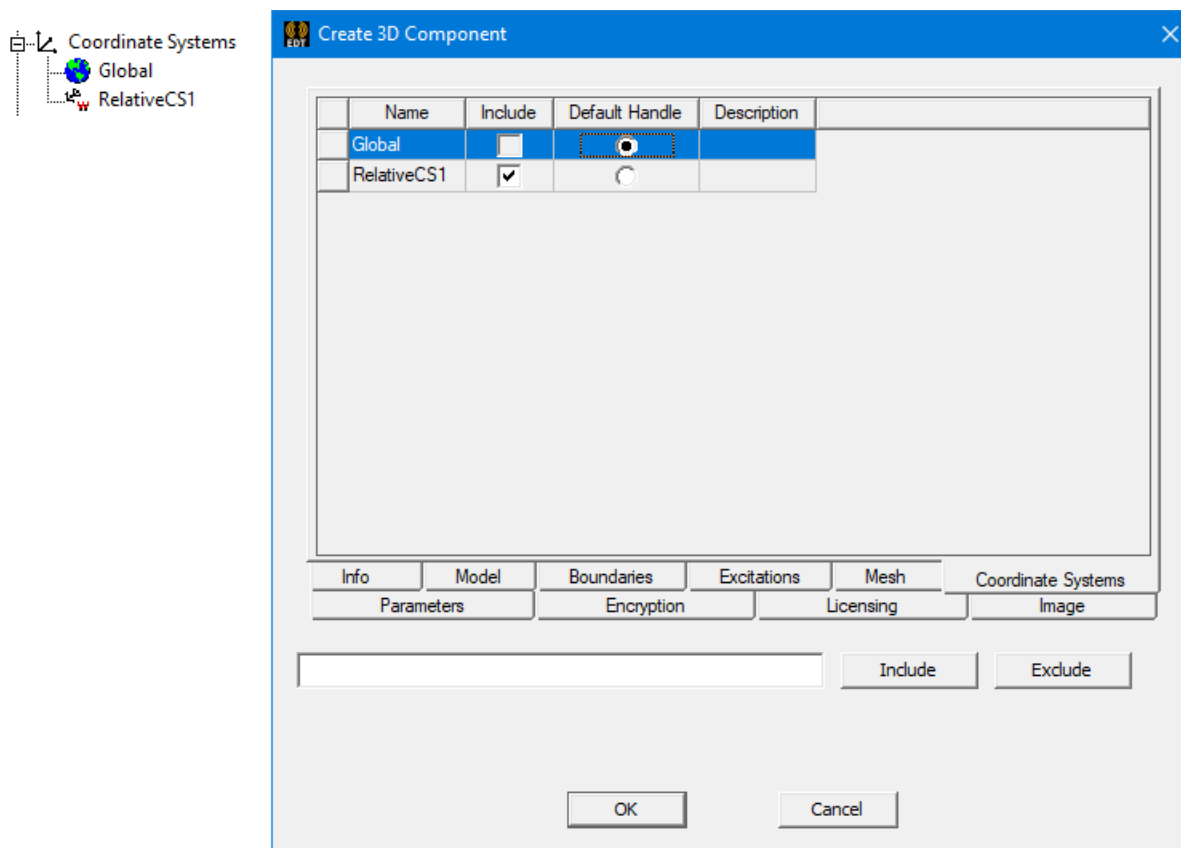 Coordinate Systems
Global
RelativeCS1
EDT Create 3D Component
Name Include Default Handle Description
Global
RelativeCS1
Info Model Boundaries Excitations Mesh Coordinate Systems
Parameters Encryption Licensing Image
Include Exclude
OK Cancel